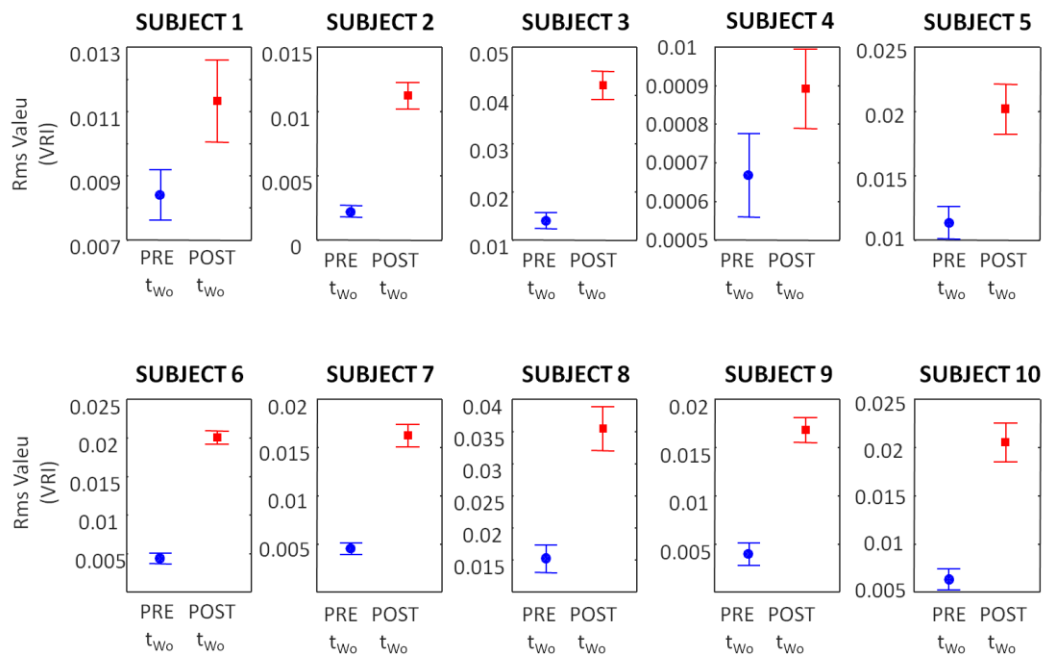 SUBJECT 1 SUBJECT 2 SUBJECT 3 SUBJECT 4 SUBJECT 5
Rms Valeu
(VRI)
0.013
0.011
0.009
0.007
PRE POST
tWo tWo
0.015
0.01
0.005
0
PRE POST
tWo tWo
0.05
0.04
0.03
0.02
0.01
PRE POST
tWo tWo
0.01
0.0009
0.0008
0.0007
0.0006
0.0005
PRE POST
tWo tWo
0.025
0.02
0.015
0.01
PRE POST
tWo tWo
SUBJECT 6 SUBJECT 7 SUBJECT 8 SUBJECT 9 SUBJECT 10
Rms Valeu
(VRI)
0.025
0.02
0.015
0.01
0.005
PRE POST
tWo tWo
0.02
0.015
0.01
0.005
PRE POST
tWo tWo
0.04
0.035
0.03
0.025
0.02
0.015
PRE POST
tWo tWo
0.02
0.015
0.01
0.005
PRE POST
tWo tWo
0.025
0.02
0.015
0.01
0.005
PRE POST
tWo tWo